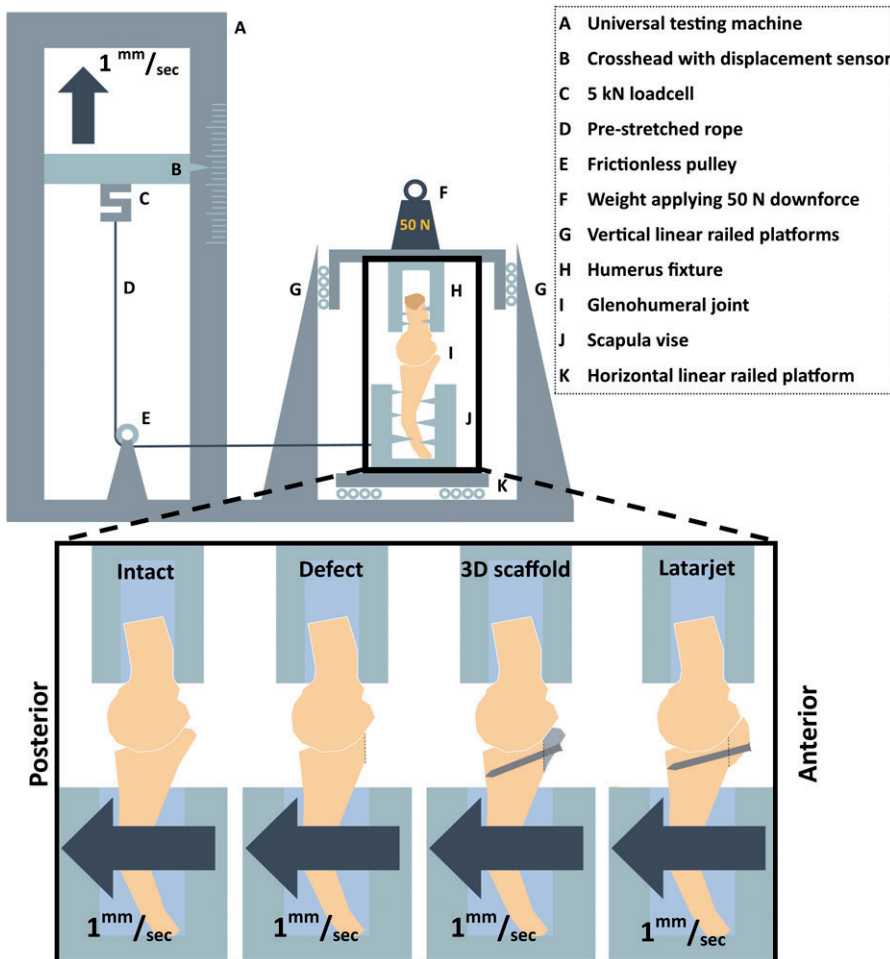 A
1 mm/sec
B
C
D
E
F
50 N
G
G
H
I
J
K
A Universal testing machine
B Crosshead with displacement sensor
C 5 kN loadcell
D Pre-stretched rope
E Frictionless pulley
F Weight applying 50 N downforce
G Vertical linear railed platforms
H Humerus fixture
I Glenohumeral joint
J Scapula vise
K Horizontal linear railed platform
Intact
Defect
3D scaffold
Latarjet
Posterior
Anterior
1 mm/sec
1 mm/sec
1 mm/sec
1 mm/sec